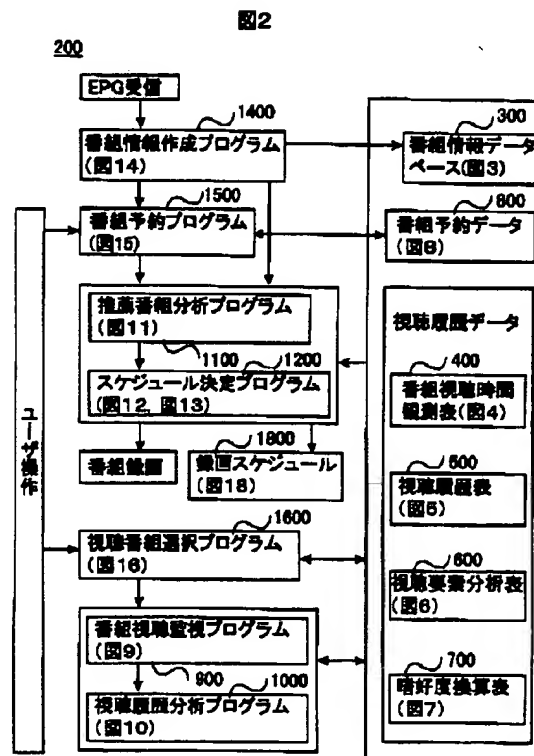 図2
200
EPG受信
1400
番組情報作成プログラム
(図14)
300
番組情報データ
ベース(図3)
1500
番組予約プログラム
(図15)
800
番組予約データ
(図8)
推薦番組分析プログラム
(図11)
1100
1200
スケジュール決定プログラム
(図12, 図13)
番組録画
1800
録画スケジュール
(図18)
ユーザ操作
1600
視聴番組選択プログラム
(図16)
番組視聴監視プログラム
(図9)
900
1000
視聴履歴分析プログラム
(図10)
視聴履歴データ
400
番組視聴時間
観測表(図4)
500
視聴履歴表
(図5)
600
視聴要素分析表
(図6)
700
嗜好度換算表
(図7)